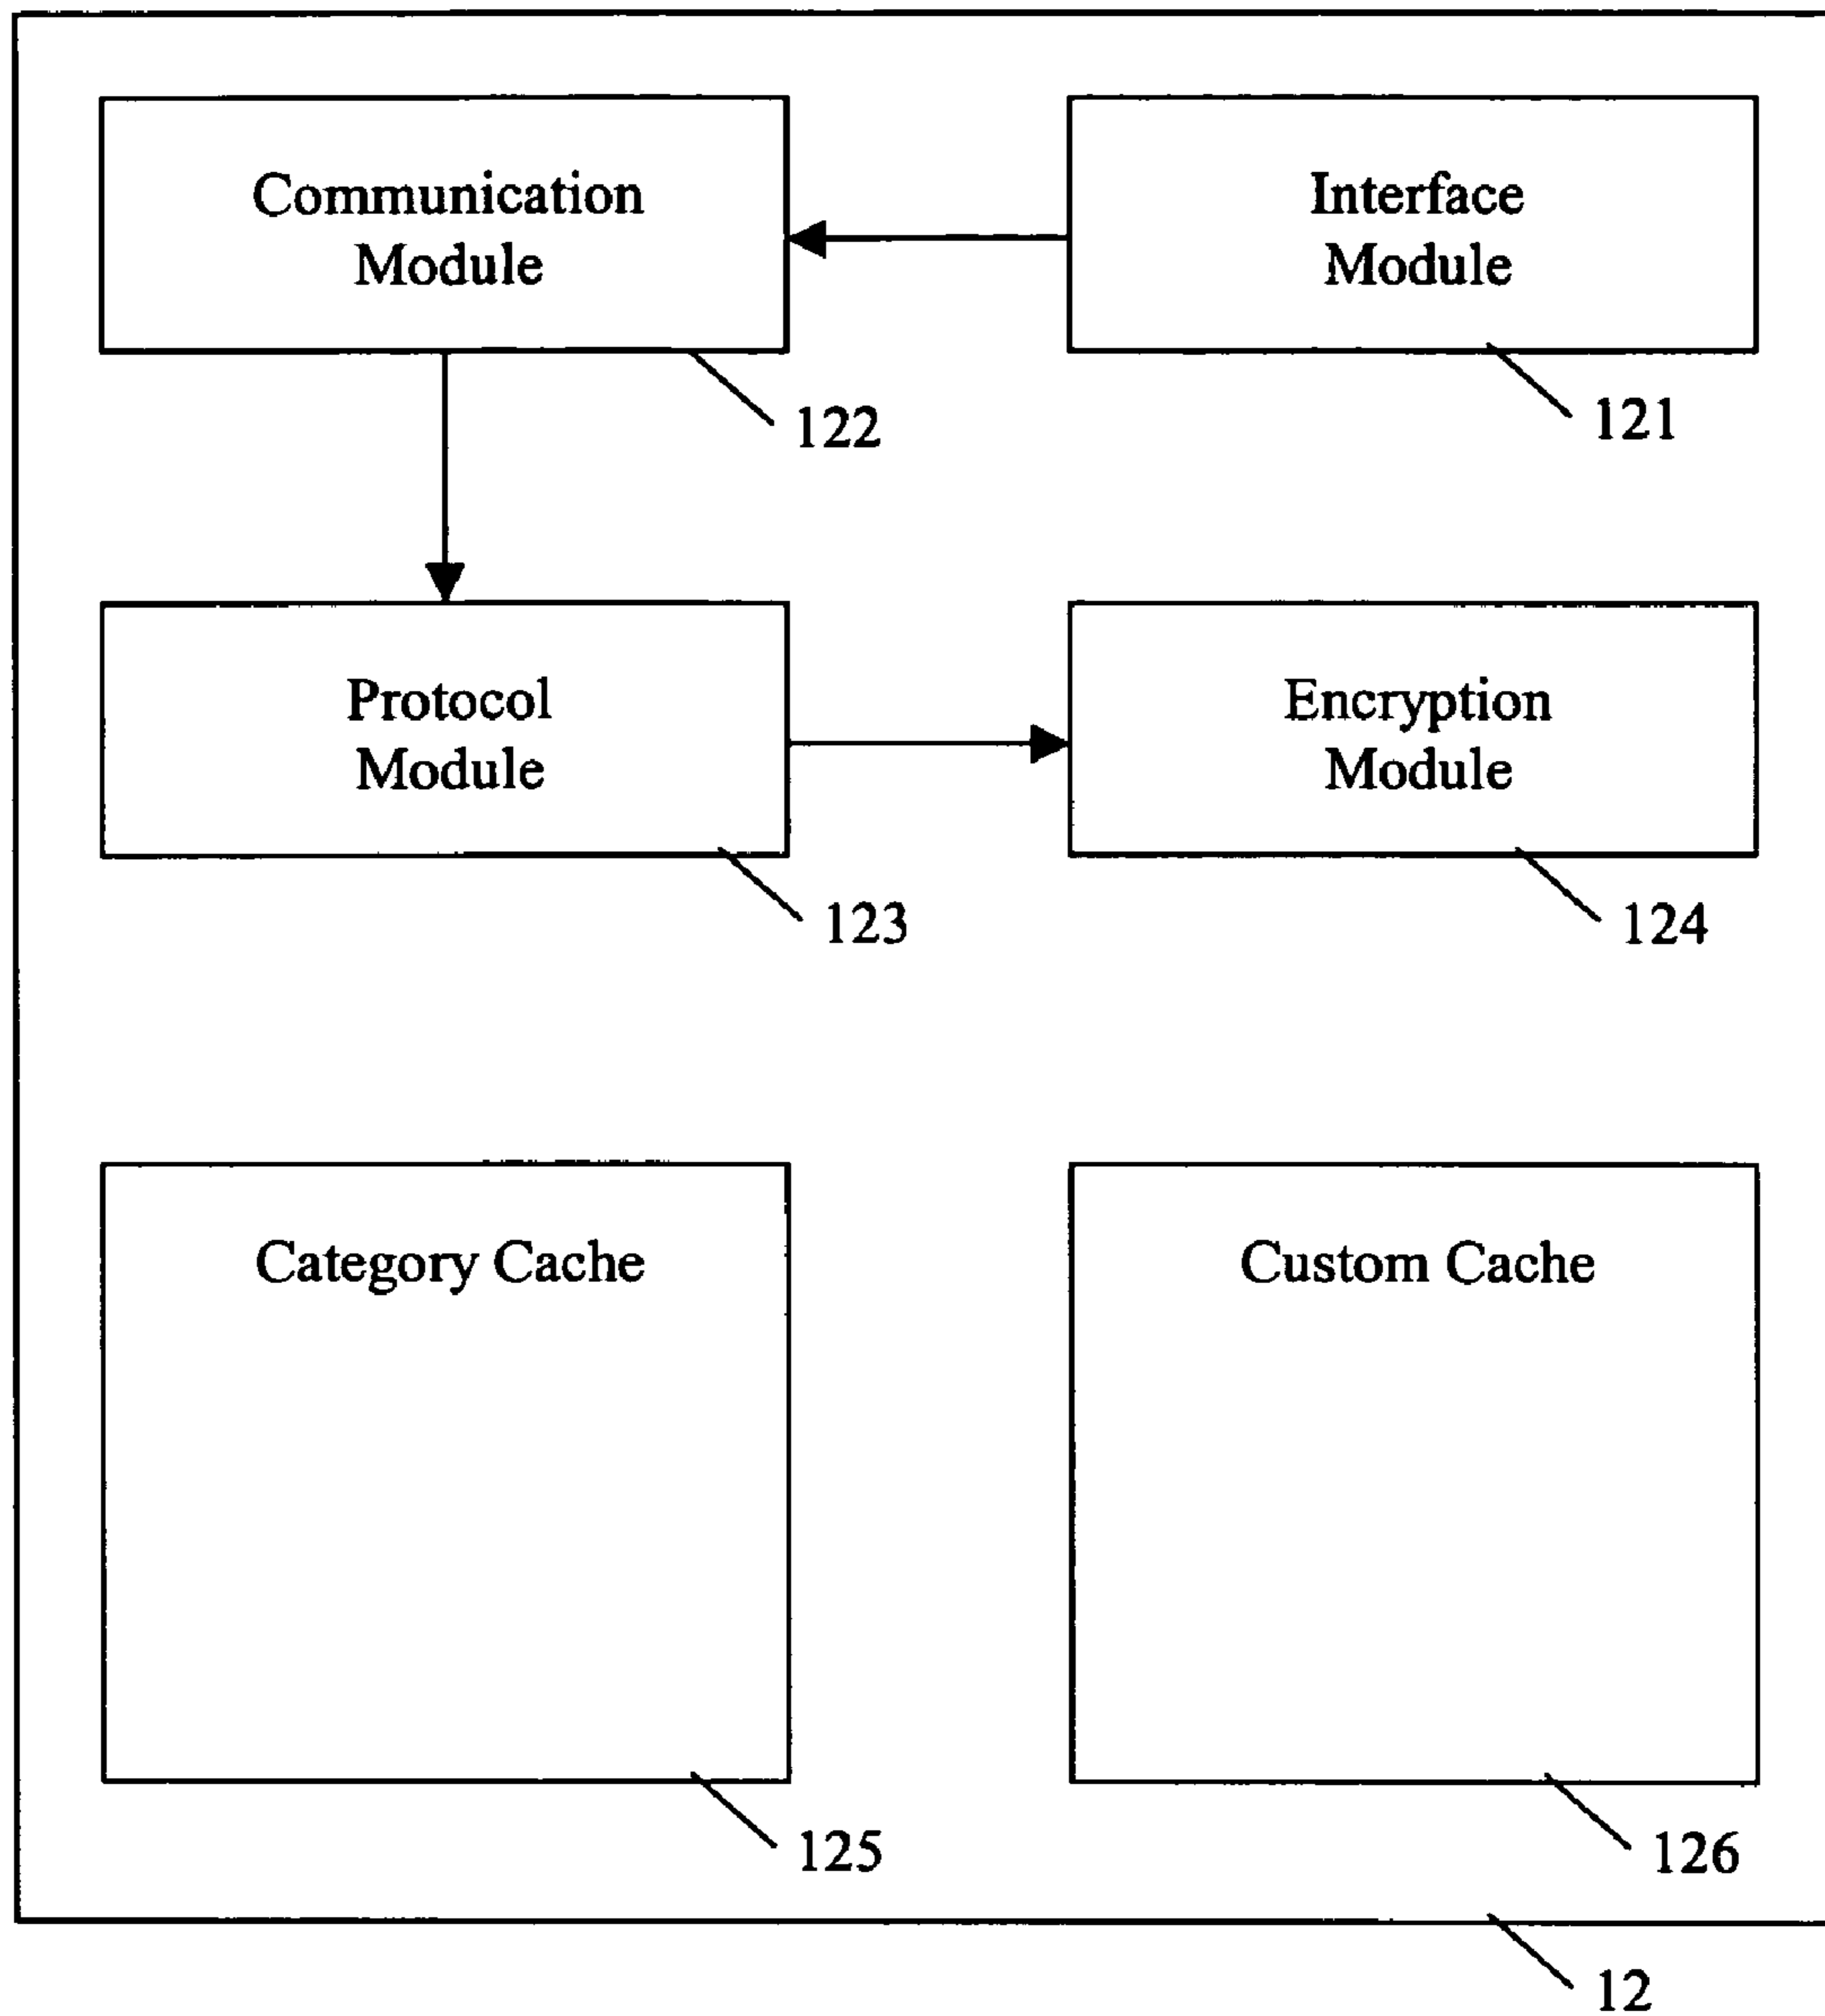 Communication
Module
Interface
Module
122
121
Protocol
Module
Encryption
Module
123
124
Category Cache
Custom Cache
125
126
12